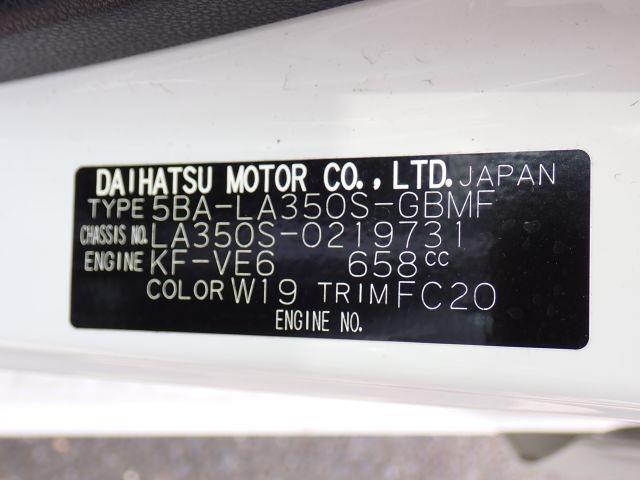 DAIHATSU MOTOR CO., LTD. JAPAN
TYPE 5BA-LA350S-GBMF
CHASSIS NO. LA350S-0219731
ENGINE KF-VE6 658cc
COLOR W19 TRIM FC20
ENGINE NO.